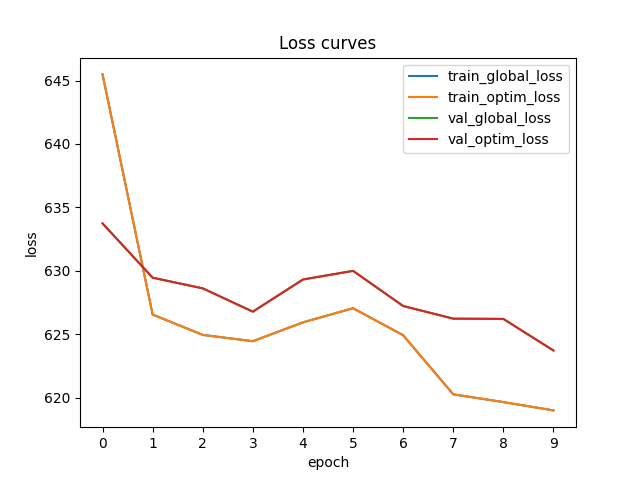 Loss curves
645
640
635
630
625
620
loss
train_global_loss
train_optim_loss
val_global_loss
val_optim_loss
0 1 2 3 4 5 6 7 8 9
epoch